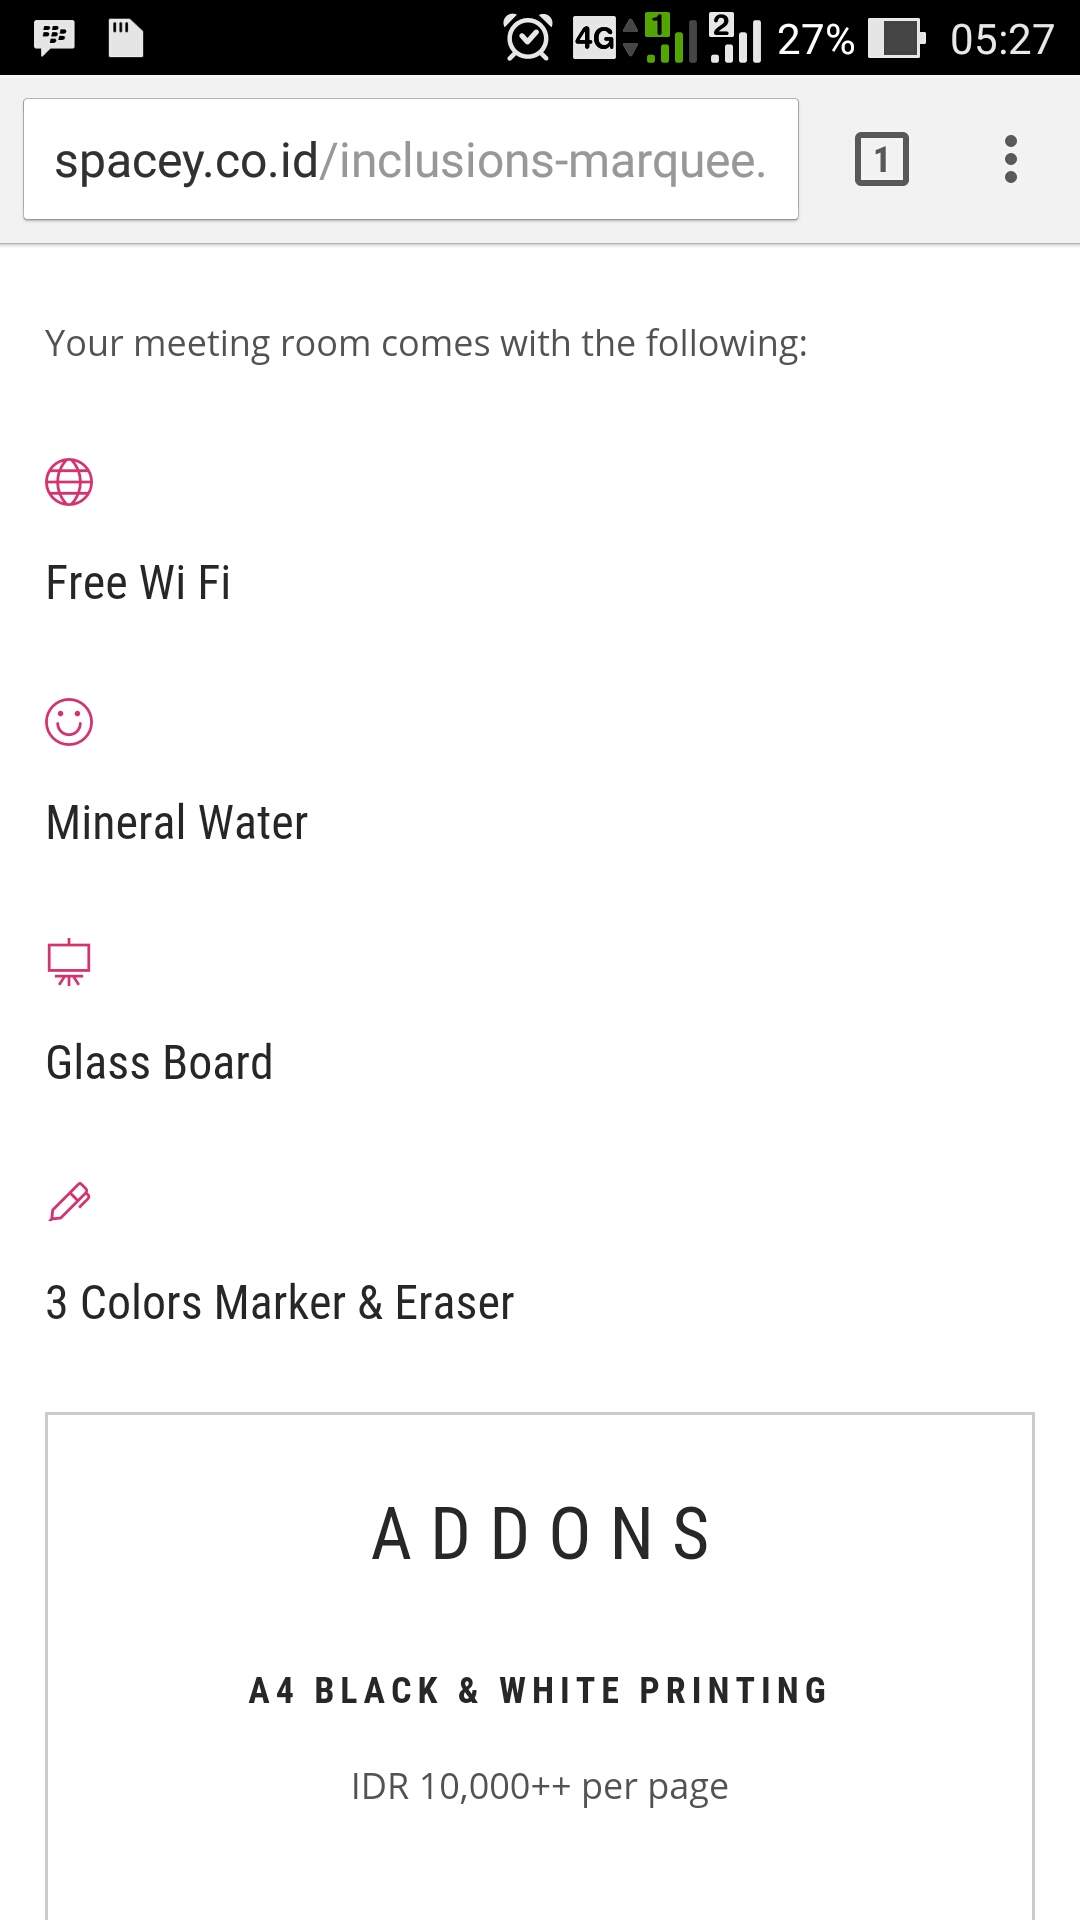 4G 1 2 27% 05:27
spacey.co.id/inclusions-marquee. 1
Your meeting room comes with the following:
Free Wi Fi
Mineral Water
Glass Board
3 Colors Marker & Eraser
ADDONS
A4 BLACK & WHITE PRINTING
IDR 10,000++ per page